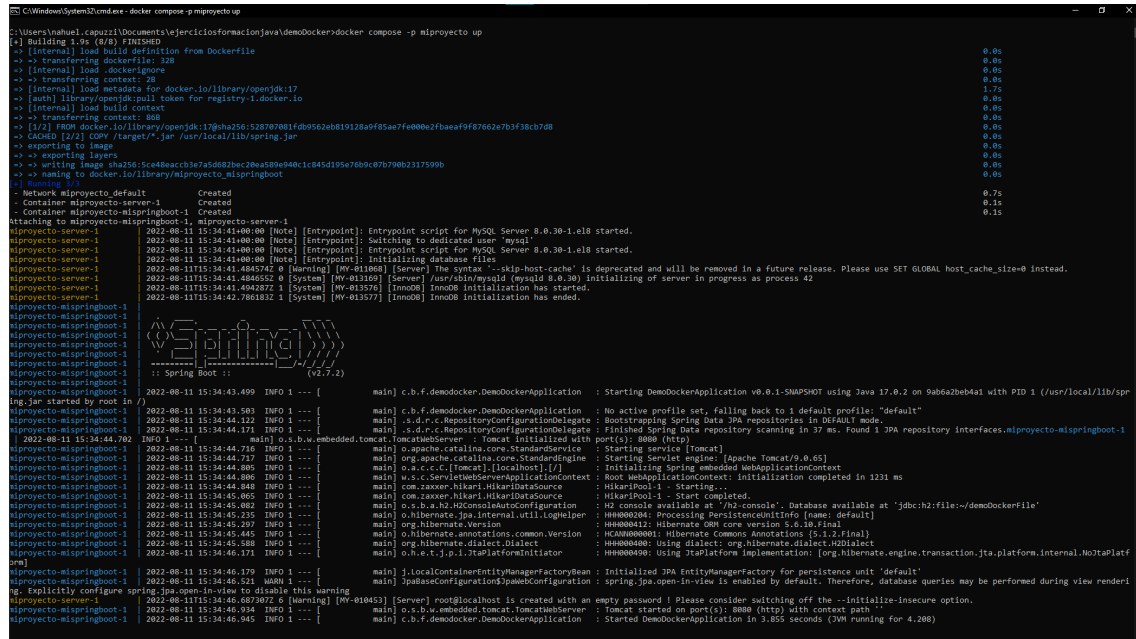 C:\Windows\System32\cmd.exe - docker compose -p miproyecto up
C:\Users\nahuel.capuzzi\Documents\ejerciciosformacionjava\demoDocker>docker compose -p miproyecto up
[+] Building 1.9s (8/8) FINISHED
=> [internal] load build definition from Dockerfile 0.0s
=> => transferring dockerfile: 32B 0.0s
=> [internal] load .dockerignore 0.0s
=> => transferring context: 2B 0.0s
=> [internal] load metadata for docker.io/library/openjdk:17 1.7s
=> [auth] library/openjdk:pull token for registry-1.docker.io 0.0s
=> [internal] load build context 0.0s
=> => transferring context: 86B 0.0s
=> [1/2] FROM docker.io/library/openjdk:17@sha256:528707081fdb9562eb819128a9f85ae7fe000e2fbaeaf9f87662e7b3f38cb7d8 0.0s
=> CACHED [2/2] COPY /target/*.jar /usr/local/lib/spring.jar 0.0s
=> exporting to image 0.0s
=> => exporting layers 0.0s
=> => writing image sha256:5ce48eaccb3e7a5d682bec20ea589e940c1c845d195e76b9c07b790b2317599b 0.0s
=> => naming to docker.io/library/miproyecto_mispringboot 0.0s
[+] Running 3/3
- Network miproyecto_default Created 0.7s
- Container miproyecto-server-1 Created 0.1s
- Container miproyecto-mispringboot-1 Created 0.1s
Attaching to miproyecto-mispringboot-1, miproyecto-server-1
miproyecto-server-1 | 2022-08-11 15:34:41+00:00 [Note] [Entrypoint]: Entrypoint script for MySQL Server 8.0.30-1.el8 started.
miproyecto-server-1 | 2022-08-11 15:34:41+00:00 [Note] [Entrypoint]: Switching to dedicated user 'mysql'
miproyecto-server-1 | 2022-08-11 15:34:41+00:00 [Note] [Entrypoint]: Entrypoint script for MySQL Server 8.0.30-1.el8 started.
miproyecto-server-1 | 2022-08-11 15:34:41+00:00 [Note] [Entrypoint]: Initializing database files
miproyecto-server-1 | 2022-08-11T15:34:41.484574Z 0 [Warning] [MY-011068] [Server] The syntax '--skip-host-cache' is deprecated and will be removed in a future release. Please use SET GLOBAL host_cache_size=0 instead.
miproyecto-server-1 | 2022-08-11T15:34:41.484655Z 0 [System] [MY-013169] [Server] /usr/sbin/mysqld (mysqld 8.0.30) initializing of server in progress as process 42
miproyecto-server-1 | 2022-08-11T15:34:41.494287Z 1 [System] [MY-013576] [InnoDB] InnoDB initialization has started.
miproyecto-server-1 | 2022-08-11T15:34:42.786183Z 1 [System] [MY-013577] [InnoDB] InnoDB initialization has ended.
miproyecto-mispringboot-1 |
miproyecto-mispringboot-1 |
miproyecto-mispringboot-1 |
miproyecto-mispringboot-1 |
miproyecto-mispringboot-1 |
miproyecto-mispringboot-1 |
miproyecto-mispringboot-1 |
miproyecto-mispringboot-1 | :: Spring Boot :: (v2.7.2)
miproyecto-mispringboot-1 |
miproyecto-mispringboot-1 | 2022-08-11 15:34:43.499 INFO 1 --- [ main] c.b.f.demodocker.DemoDockerApplication : Starting DemoDockerApplication v0.0.1-SNAPSHOT using Java 17.0.2 on 9ab6a2beb4a1 with PID 1 (/usr/local/lib/spr
ing.jar started by root in /)
miproyecto-mispringboot-1 | 2022-08-11 15:34:43.503 INFO 1 --- [ main] c.b.f.demodocker.DemoDockerApplication : No active profile set, falling back to 1 default profile: "default"
miproyecto-mispringboot-1 | 2022-08-11 15:34:44.122 INFO 1 --- [ main] .s.d.r.c.RepositoryConfigurationDelegate : Bootstrapping Spring Data JPA repositories in DEFAULT mode.
miproyecto-mispringboot-1 | 2022-08-11 15:34:44.171 INFO 1 --- [ main] .s.d.r.c.RepositoryConfigurationDelegate : Finished Spring Data repository scanning in 37 ms. Found 1 JPA repository interfaces.miproyecto-mispringboot-1
| 2022-08-11 15:34:44.702 INFO 1 --- [ main] o.s.b.w.embedded.tomcat.TomcatWebServer : Tomcat initialized with port(s): 8080 (http)
miproyecto-mispringboot-1 | 2022-08-11 15:34:44.716 INFO 1 --- [ main] o.apache.catalina.core.StandardService : Starting service [Tomcat]
miproyecto-mispringboot-1 | 2022-08-11 15:34:44.717 INFO 1 --- [ main] org.apache.catalina.core.StandardEngine : Starting Servlet engine: [Apache Tomcat/9.0.65]
miproyecto-mispringboot-1 | 2022-08-11 15:34:44.805 INFO 1 --- [ main] o.a.c.c.C.[Tomcat].[localhost].[/] : Initializing Spring embedded WebApplicationContext
miproyecto-mispringboot-1 | 2022-08-11 15:34:44.806 INFO 1 --- [ main] w.s.c.ServletWebServerApplicationContext : Root WebApplicationContext: initialization completed in 1231 ms
miproyecto-mispringboot-1 | 2022-08-11 15:34:44.848 INFO 1 --- [ main] com.zaxxer.hikari.HikariDataSource : HikariPool-1 - Starting...
miproyecto-mispringboot-1 | 2022-08-11 15:34:45.065 INFO 1 --- [ main] com.zaxxer.hikari.HikariDataSource : HikariPool-1 - Start completed.
miproyecto-mispringboot-1 | 2022-08-11 15:34:45.082 INFO 1 --- [ main] o.s.b.a.h2.H2ConsoleAutoConfiguration : H2 console available at '/h2-console'. Database available at 'jdbc:h2:file:~/demoDockerFile'
miproyecto-mispringboot-1 | 2022-08-11 15:34:45.235 INFO 1 --- [ main] o.hibernate.jpa.internal.util.LogHelper : HHH000204: Processing PersistenceUnitInfo [name: default]
miproyecto-mispringboot-1 | 2022-08-11 15:34:45.297 INFO 1 --- [ main] org.hibernate.Version : HHH000412: Hibernate ORM core version 5.6.10.Final
miproyecto-mispringboot-1 | 2022-08-11 15:34:45.445 INFO 1 --- [ main] o.hibernate.annotations.common.Version : HCANN000001: Hibernate Commons Annotations {5.1.2.Final}
miproyecto-mispringboot-1 | 2022-08-11 15:34:45.588 INFO 1 --- [ main] org.hibernate.dialect.Dialect : HHH000400: Using dialect: org.hibernate.dialect.H2Dialect
miproyecto-mispringboot-1 | 2022-08-11 15:34:46.171 INFO 1 --- [ main] o.h.e.t.j.p.i.JtaPlatformInitiator : HHH000490: Using JtaPlatform implementation: [org.hibernate.engine.transaction.jta.platform.internal.NoJtaPlatf
orm]
miproyecto-mispringboot-1 | 2022-08-11 15:34:46.179 INFO 1 --- [ main] j.LocalContainerEntityManagerFactoryBean : Initialized JPA EntityManagerFactory for persistence unit 'default'
miproyecto-mispringboot-1 | 2022-08-11 15:34:46.521 WARN 1 --- [ main] JpaBaseConfiguration$JpaWebConfiguration : spring.jpa.open-in-view is enabled by default. Therefore, database queries may be performed during view renderi
ng. Explicitly configure spring.jpa.open-in-view to disable this warning
miproyecto-server-1 | 2022-08-11T15:34:46.687307Z 6 [Warning] [MY-010453] [Server] root@localhost is created with an empty password ! Please consider switching off the --initialize-insecure option.
miproyecto-mispringboot-1 | 2022-08-11 15:34:46.934 INFO 1 --- [ main] o.s.b.w.embedded.tomcat.TomcatWebServer : Tomcat started on port(s): 8080 (http) with context path ''
miproyecto-mispringboot-1 | 2022-08-11 15:34:46.945 INFO 1 --- [ main] c.b.f.demodocker.DemoDockerApplication : Started DemoDockerApplication in 3.855 seconds (JVM running for 4.208)